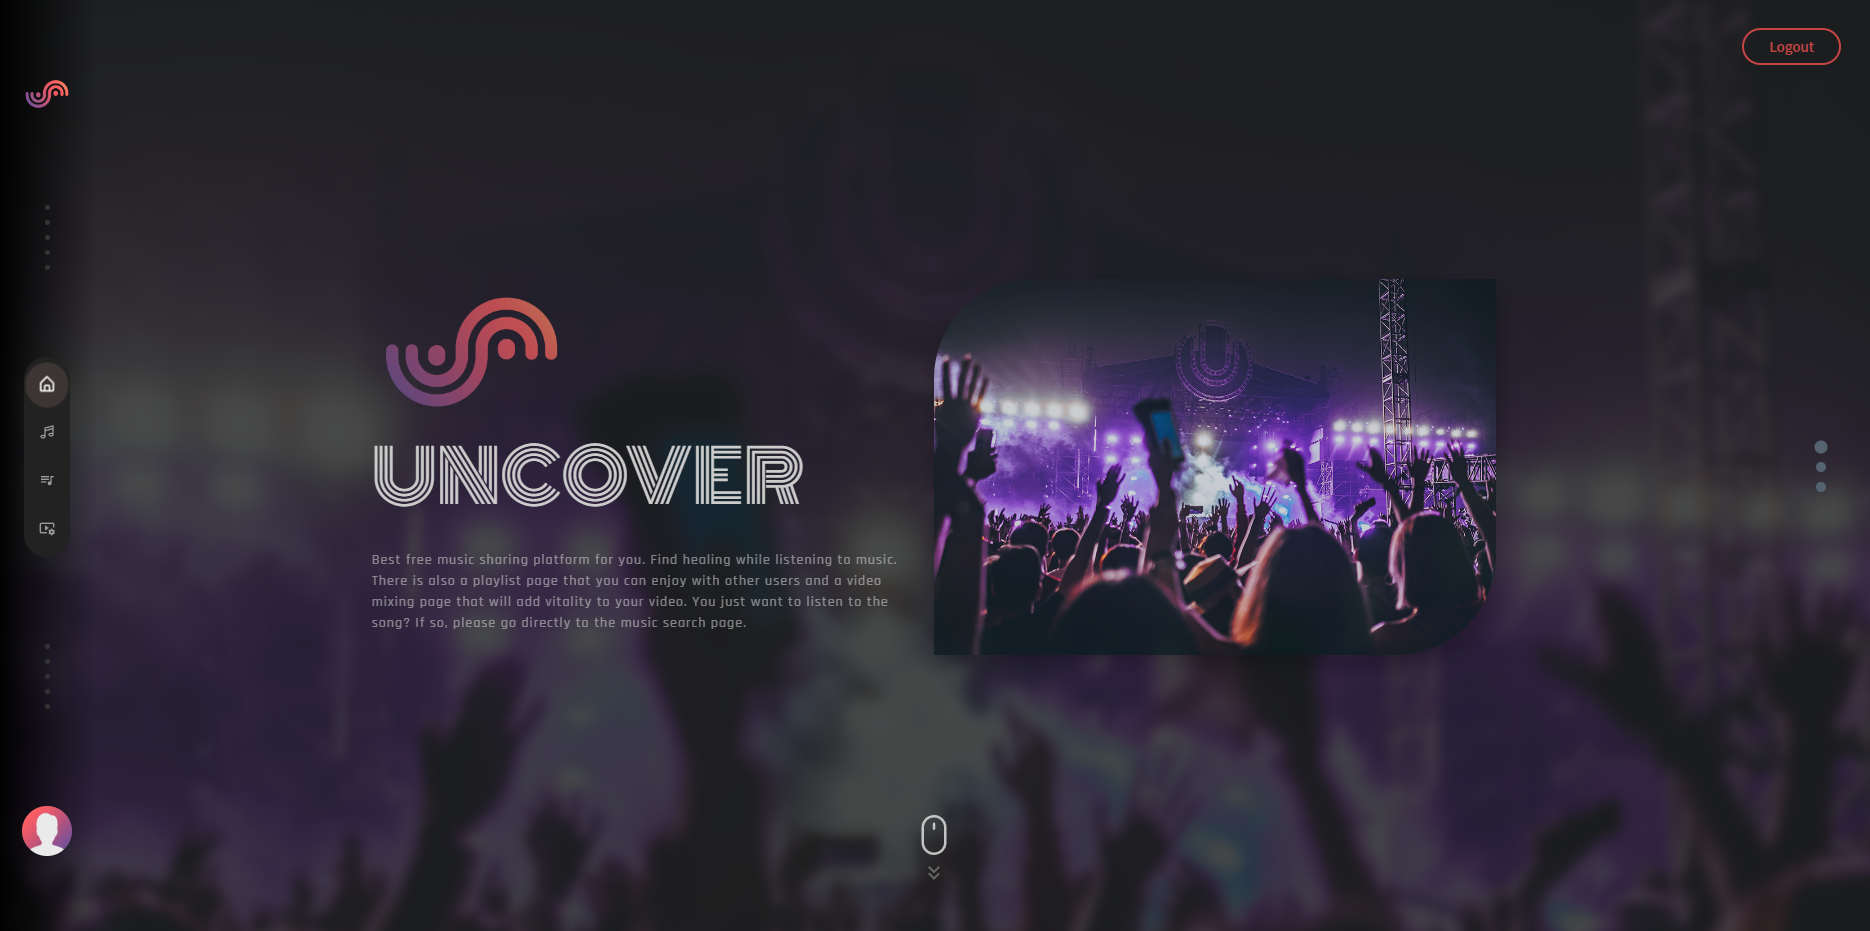 Logout
UNCOVER
Best free music sharing platform for you. Find healing while listening to music.
There is also a playlist page that you can enjoy with other users and a video
mixing page that will add vitality to your video. You just want to listen to the
song? If so, please go directly to the music search page.